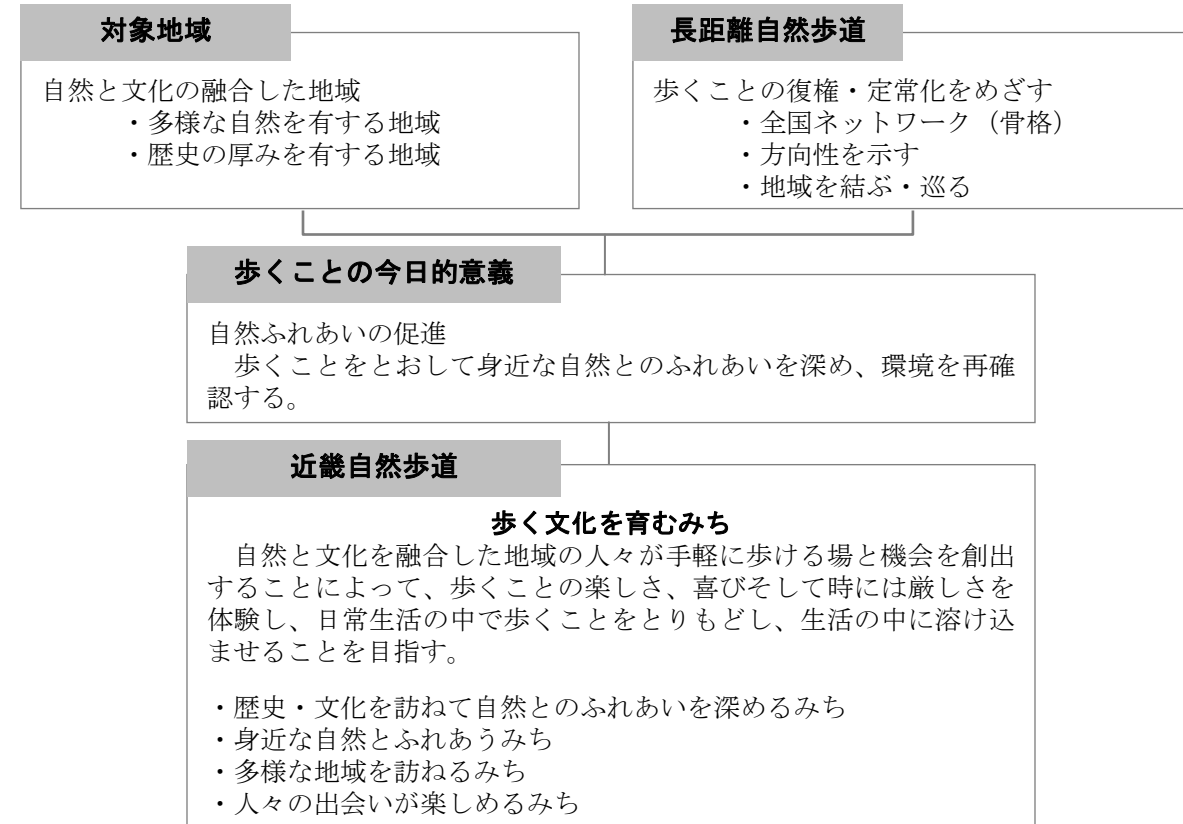 対象地域
自然と文化の融合した地域
・多様な自然を有する地域
・歴史の厚みを有する地域
長距離自然歩道
歩くことの復権・定常化をめざす
・全国ネットワーク（骨格）
・方向性を示す
・地域を結ぶ・巡る
歩くことの今日的意義
自然ふれあいの促進
歩くことをとおして身近な自然とのふれあいを深め、環境を再確
認する。
近畿自然歩道
歩く文化を育むみち
自然と文化を融合した地域の人々が手軽に歩ける場と機会を創出
することによって、歩くことの楽しさ、喜びそして時には厳しさを
体験し、日常生活の中で歩くことをとりもどし、生活の中に溶け込
ませることを目指す。
・歴史・文化を訪ねて自然とのふれあいを深めるみち
・身近な自然とふれあうみち
・多様な地域を訪ねるみち
・人々の出会いが楽しめるみち